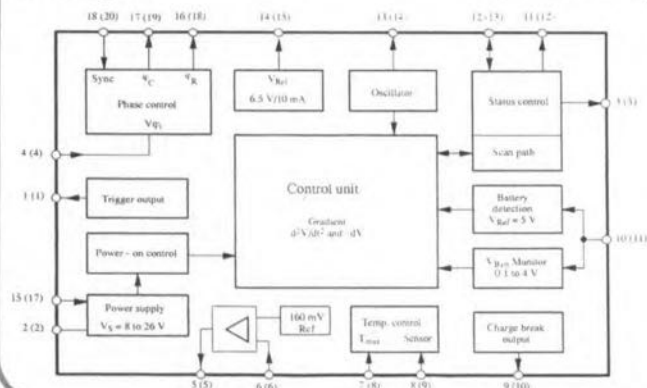 18 (20) 17 (19) 16 (18) 14 (15) 13 (14
12 (13) 11 (12
Sync φC φR
Phase control
Vφi
VRef
6.5 V/10 mA
Oscillator
Status control
Scan path
3 (3)
4 (4)
1 (1)
Trigger output
Control unit
Gradient
d²V/dt² and -dV
Battery
detection
VRef = 5 V
10 (11)
Power - on control
VBatt Monitor
0.1 to 4 V
15 (17)
2 (2)
Power supply
VS = 8 to 26 V
160 mV
Ref
Temp. control
Tmax Sensor
Charge break
output
5 (5) 6 (6) 7 (8) 8 (9) 9 (10)